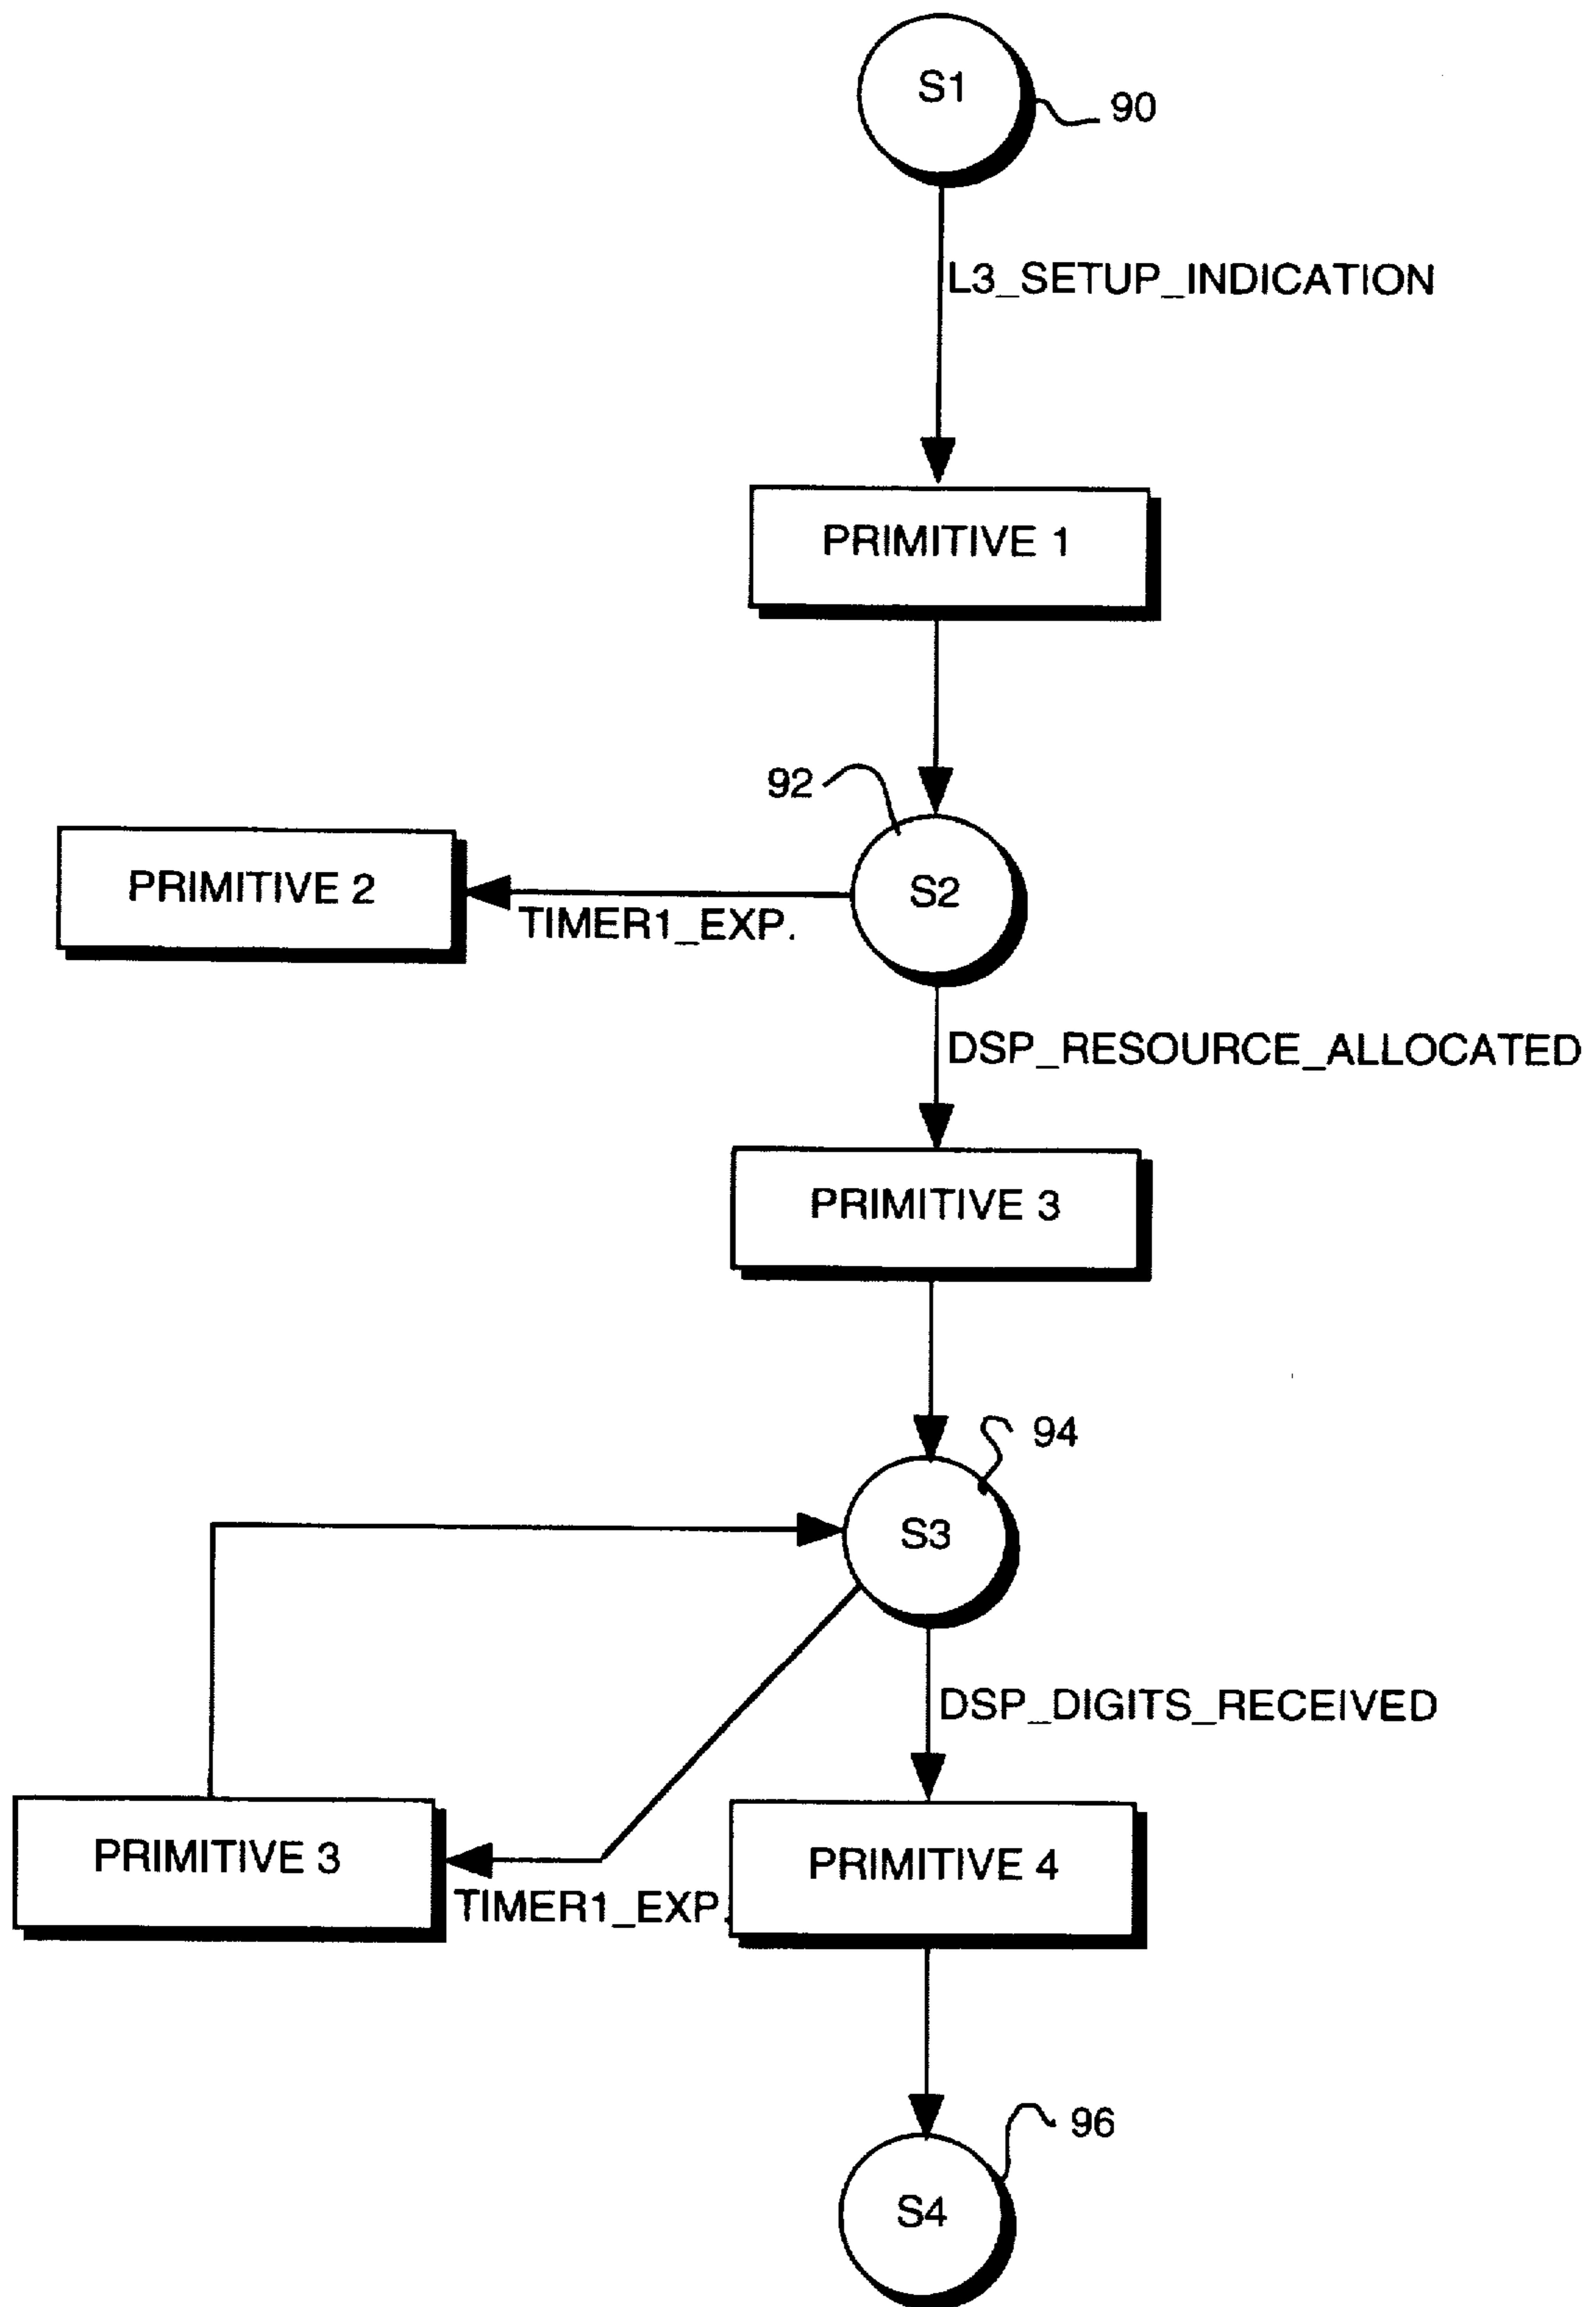 S1
90
L3_SETUP_INDICATION
PRIMITIVE 1
92
PRIMITIVE 2
S2
TIMER1_EXP.
DSP_RESOURCE_ALLOCATED
PRIMITIVE 3
94
S3
DSP_DIGITS_RECEIVED
PRIMITIVE 3
PRIMITIVE 4
TIMER1_EXP.
96
S4